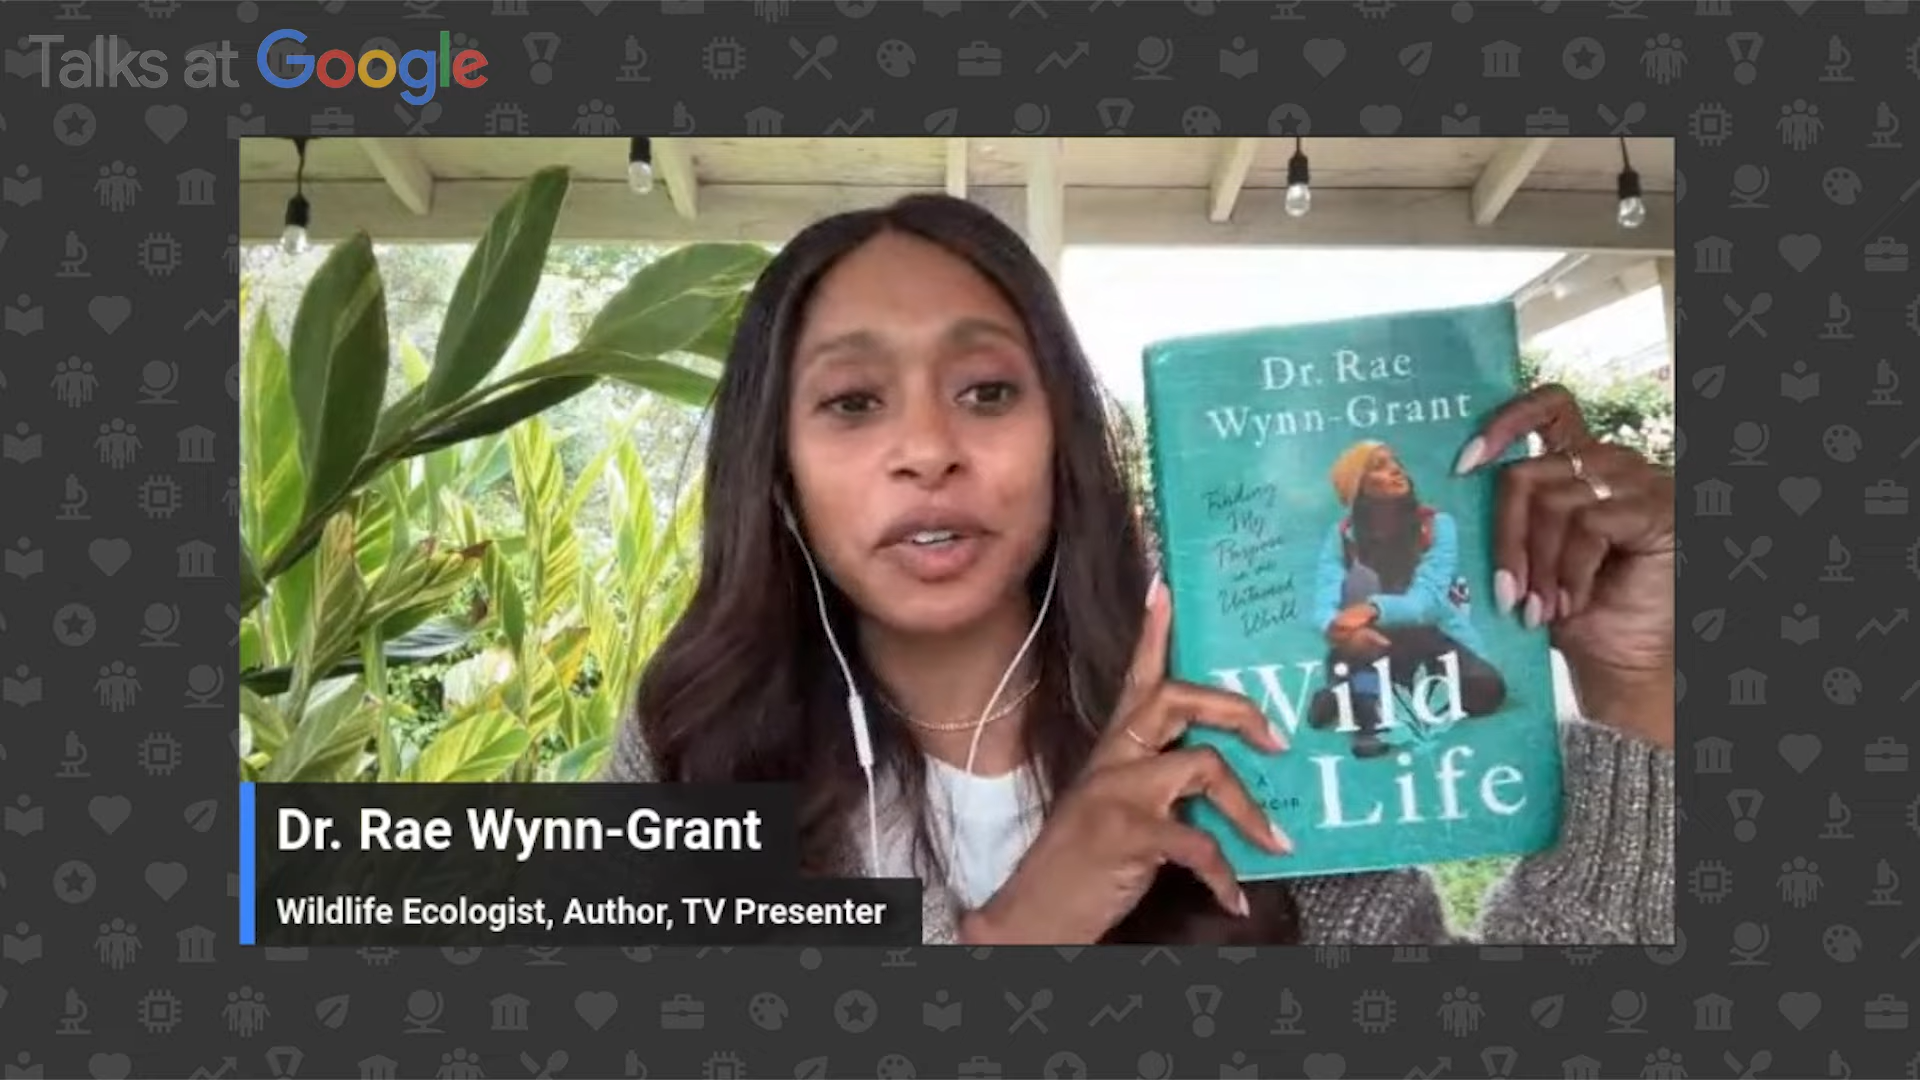 Talks at Google
Dr. Rae
Wynn-Grant
Finding
My
Purpose
in an
Untamed
World
Wild
Life
A
Dr. Rae Wynn-Grant
Wildlife Ecologist, Author, TV Presenter